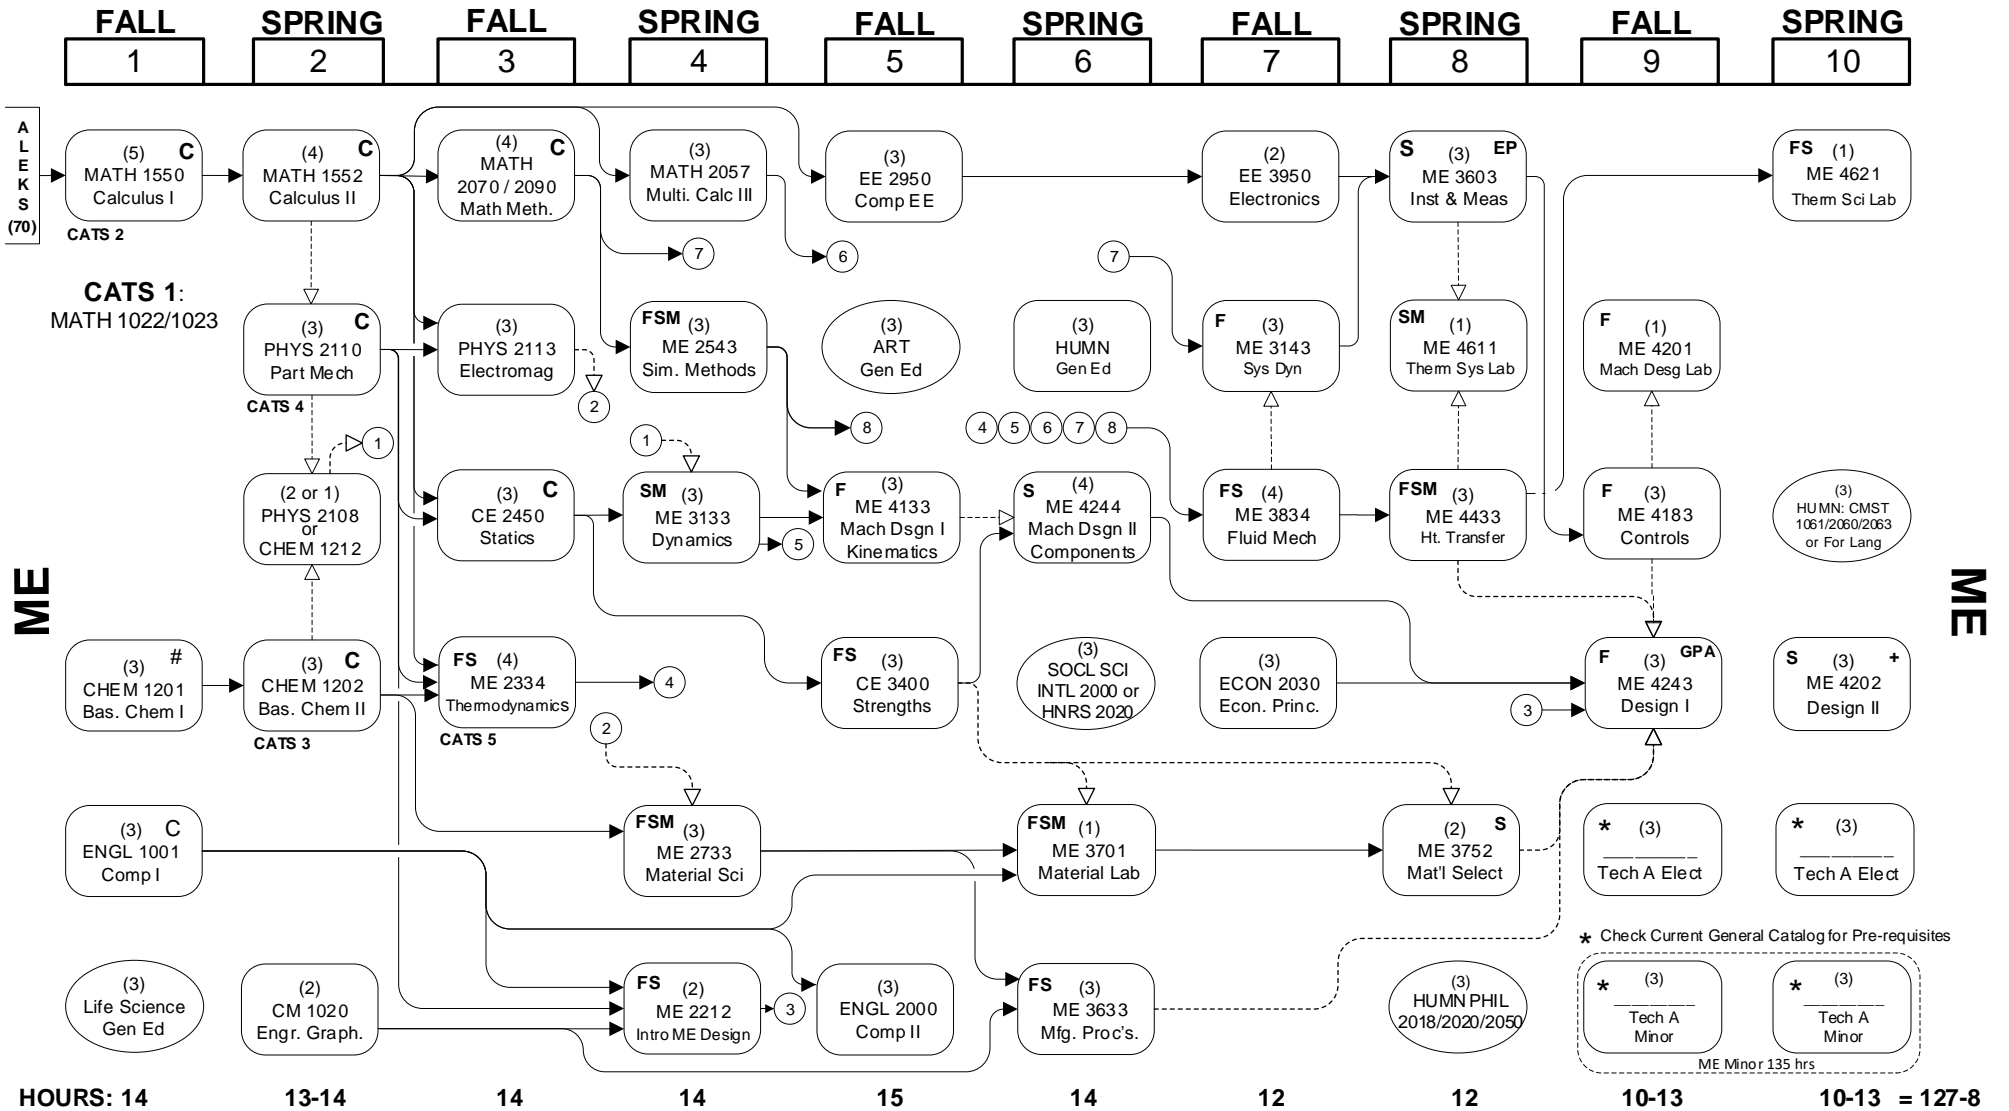 FALL SPRING FALL SPRING FALL SPRING FALL SPRING FALL SPRING
1 2 3 4 5 6 7 8 9 10
ALEKS
(70)
(5) C
MATH 1550
Calculus I
CATS 2
(4) C
MATH 1552
Calculus II
(4) C
MATH
2070 / 2090
Math Meth.
(3)
MATH 2057
Multi. Calc III
(3)
EE 2950
Comp EE
(2)
EE 3950
Electronics
S (3) EP
ME 3603
Inst & Meas
FS (1)
ME 4621
Therm Sci Lab
7
6
7
CATS 1:
MATH 1022/1023
(3) C
PHYS 2110
Part Mech
CATS 4
(3)
PHYS 2113
Electromag
FSM (3)
ME 2543
Sim. Methods
(3)
ART
Gen Ed
(3)
HUMN
Gen Ed
F (3)
ME 3143
Sys Dyn
SM (1)
ME 4611
Therm Sys Lab
F (1)
ME 4201
Mach Desg Lab
2
1
1
8
4 5 6 7 8
(2 or 1)
PHYS 2108
or
CHEM 1212
(3) C
CE 2450
Statics
SM (3)
ME 3133
Dynamics
5
F (3)
ME 4133
Mach Dsgn I
Kinematics
S (4)
ME 4244
Mach Dsgn II
Components
FS (4)
ME 3834
Fluid Mech
FSM (3)
ME 4433
Ht. Transfer
F (3)
ME 4183
Controls
(3)
HUMN: CMST
1061/2060/2063
or For Lang
ME
ME
(3) #
CHEM 1201
Bas. Chem I
(3) C
CHEM 1202
Bas. Chem II
CATS 3
FS (4)
ME 2334
Thermodynamics
CATS 5
4
2
FS (3)
CE 3400
Strengths
(3)
SOCL SCI
INTL 2000 or
HNRS 2020
(3)
ECON 2030
Econ. Princ.
3
F (3) GPA
ME 4243
Design I
S (3) +
ME 4202
Design II
(3) C
ENGL 1001
Comp I
FSM (3)
ME 2733
Material Sci
FSM (1)
ME 3701
Material Lab
(2) S
ME 3752
Mat'l Select
* (3)
_________
Tech A Elect
* (3)
_________
Tech A Elect
* Check Current General Catalog for Pre-requisites
(3)
Life Science
Gen Ed
(2)
CM 1020
Engr. Graph.
FS (2)
ME 2212
Intro ME Design
3
(3)
ENGL 2000
Comp II
FS (3)
ME 3633
Mfg. Proc's.
(3)
HUMN PHIL
2018/2020/2050
* (3)
________
Tech A
Minor
* (3)
________
Tech A
Minor
ME Minor 135 hrs
HOURS: 14 13-14 14 14 15 14 12 12 10-13 10-13 = 127-8